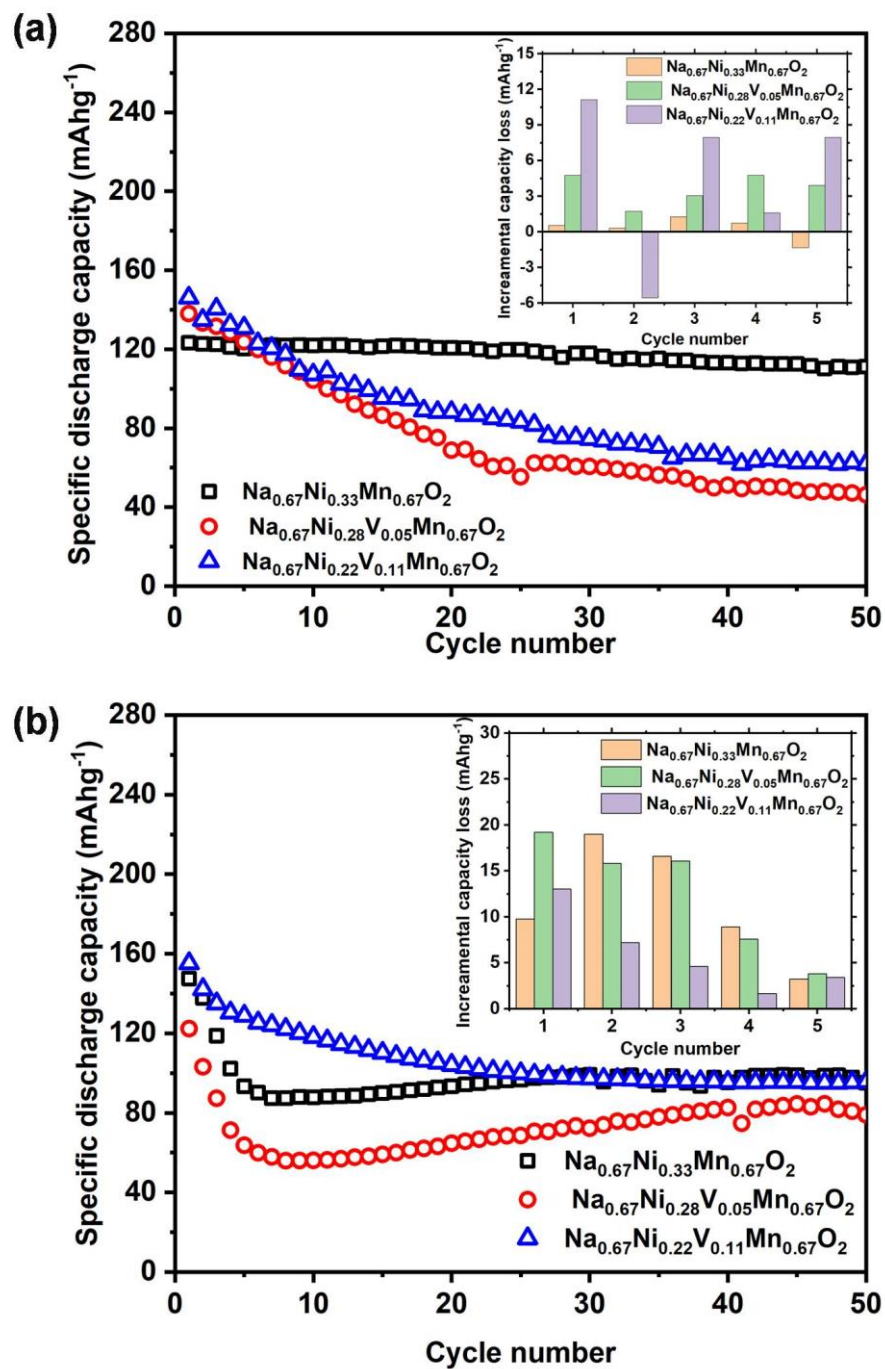 (a)
280
240
200
160
120
80
40
0
Specific discharge capacity (mAhg⁻¹)
0 10 20 30 40 50
Cycle number
Na₀.₆₇Ni₀.₃₃Mn₀.₆₇O₂
Na₀.₆₇Ni₀.₂₈V₀.₀₅Mn₀.₆₇O₂
Na₀.₆₇Ni₀.₂₂V₀.₁₁Mn₀.₆₇O₂
15
12
9
6
3
0
-3
-6
Increamental capacity loss (mAhg⁻¹)
Na₀.₆₇Ni₀.₃₃Mn₀.₆₇O₂
Na₀.₆₇Ni₀.₂₈V₀.₀₅Mn₀.₆₇O₂
Na₀.₆₇Ni₀.₂₂V₀.₁₁Mn₀.₆₇O₂
1 2 3 4 5
Cycle number
(b)
280
240
200
160
120
80
40
0
Specific discharge capacity (mAhg⁻¹)
0 10 20 30 40 50
Cycle number
Na₀.₆₇Ni₀.₃₃Mn₀.₆₇O₂
Na₀.₆₇Ni₀.₂₈V₀.₀₅Mn₀.₆₇O₂
Na₀.₆₇Ni₀.₂₂V₀.₁₁Mn₀.₆₇O₂
30
25
20
15
10
5
0
Increamental capacity loss (mAhg⁻¹)
Na₀.₆₇Ni₀.₃₃Mn₀.₆₇O₂
Na₀.₆₇Ni₀.₂₈V₀.₀₅Mn₀.₆₇O₂
Na₀.₆₇Ni₀.₂₂V₀.₁₁Mn₀.₆₇O₂
1 2 3 4 5
Cycle number